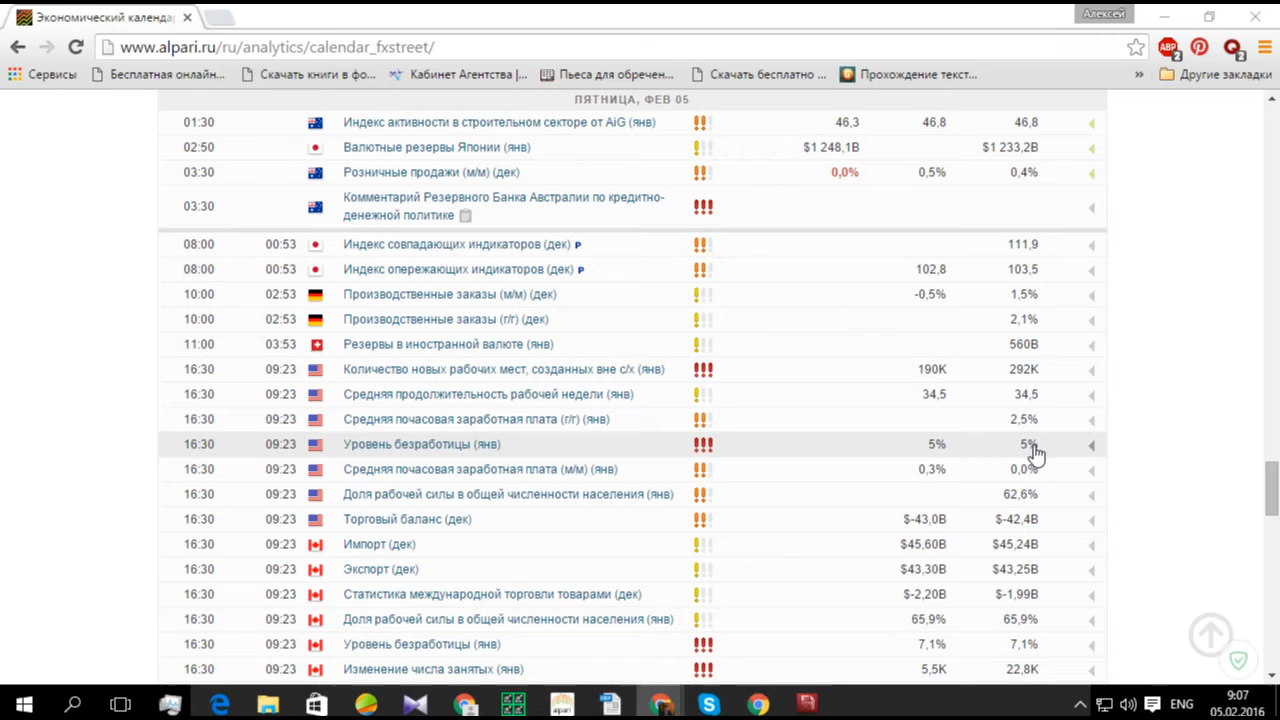 Экономический календа
Алексей
www.alpari.ru/ru/analytics/calendar_fxstreet/
ABP 2 2
Сервисы Бесплатная онлайн... Скачать книги в фо... Кабинет Агентства |... Пьеса для обречен... Скачать бесплатно ... Прохождение текст... » Другие закладки
ПЯТНИЦА, ФЕВ 05
01:30 Индекс активности в строительном секторе от AiG (янв) 46,3 46,8 46,8
02:50 Валютные резервы Японии (янв) $1 248,1B $1 233,2B
03:30 Розничные продажи (м/м) (дек) 0,0% 0,5% 0,4%
03:30 Комментарий Резервного Банка Австралии по кредитно-
денежной политике
08:00 00:53 Индекс совпадающих индикаторов (дек) P 111,9
08:00 00:53 Индекс опережающих индикаторов (дек) P 102,8 103,5
10:00 02:53 Производственные заказы (м/м) (дек) -0,5% 1,5%
10:00 02:53 Производственные заказы (г/г) (дек) 2,1%
11:00 03:53 Резервы в иностранной валюте (янв) 560B
16:30 09:23 Количество новых рабочих мест, созданных вне с/х (янв) 190K 292K
16:30 09:23 Средняя продолжительность рабочей недели (янв) 34,5 34,5
16:30 09:23 Средняя почасовая заработная плата (г/г) (янв) 2,5%
16:30 09:23 Уровень безработицы (янв) 5% 5%
16:30 09:23 Средняя почасовая заработная плата (м/м) (янв) 0,3% 0,0%
16:30 09:23 Доля рабочей силы в общей численности населения (янв) 62,6%
16:30 09:23 Торговый баланс (дек) $-43,0B $-42,4B
16:30 09:23 Импорт (дек) $45,60B $45,24B
16:30 09:23 Экспорт (дек) $43,30B $43,25B
16:30 09:23 Статистика международной торговли товарами (дек) $-2,20B $-1,99B
16:30 09:23 Доля рабочей силы в общей численности населения (янв) 65,9% 65,9%
16:30 09:23 Уровень безработицы (янв) 7,1% 7,1%
16:30 09:23 Изменение числа занятых (янв) 5,5K 22,8K
alpari ENG 9:07
05.02.2016